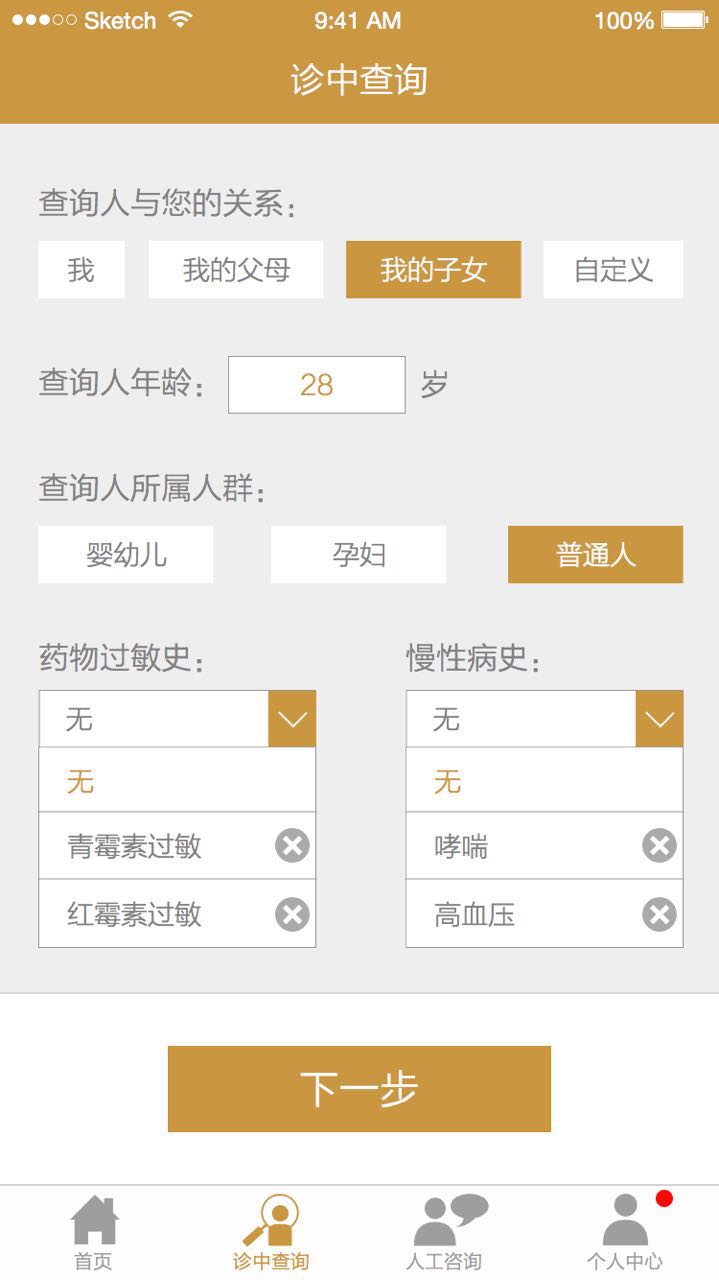 Sketch 9:41 AM 100%
诊中查询
查询人与您的关系：
我 我的父母 我的子女 自定义
查询人年龄： 28 岁
查询人所属人群：
婴幼儿 孕妇 普通人
药物过敏史： 慢性病史：
无 无
无 无
青霉素过敏 哮喘
红霉素过敏 高血压
下一步
首页 诊中查询 人工咨询 个人中心